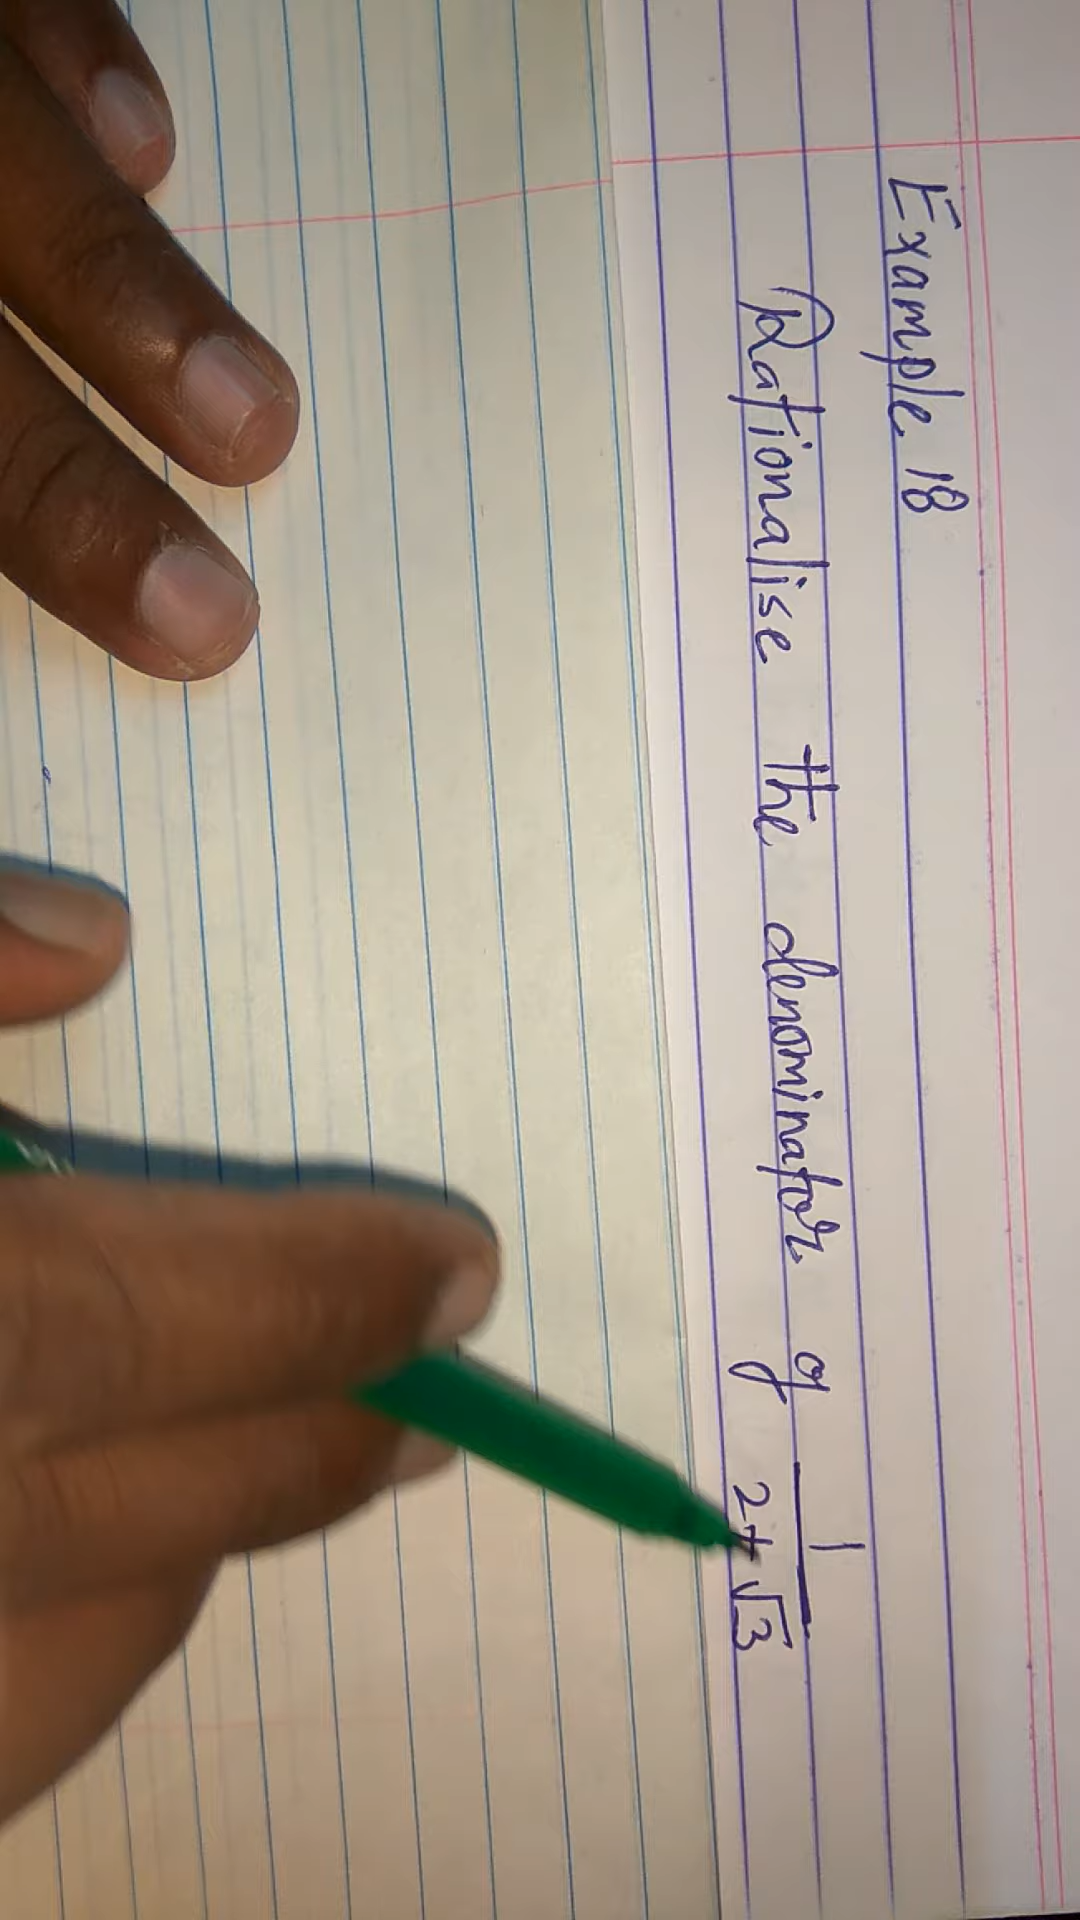 Example 18
Rationalise the denominator of 1/(2+√3)